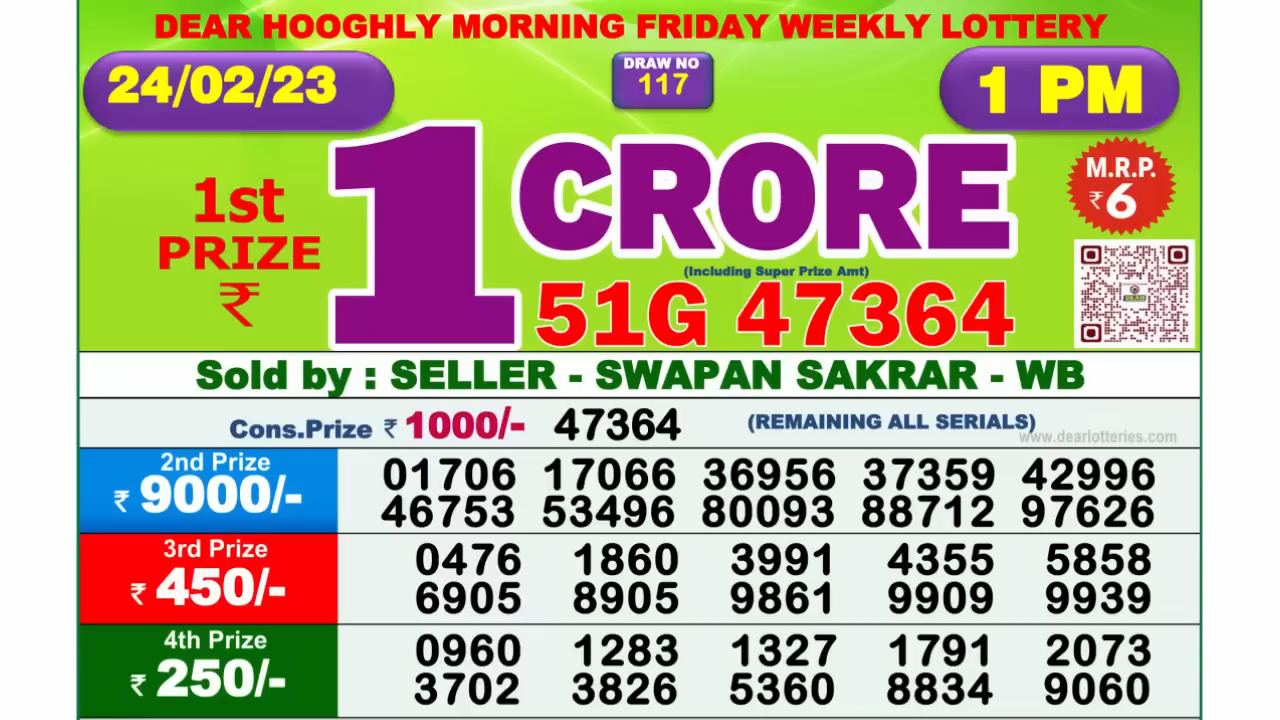 DEAR HOOGHLY MORNING FRIDAY WEEKLY LOTTERY
24/02/23
DRAW NO
117
1 PM
1st
PRIZE
₹
1 CRORE
M.R.P.
₹ 6
(Including Super Prize Amt)
51G 47364
DEAR
Sold by : SELLER - SWAPAN SAKRAR - WB
Cons.Prize ₹ 1000/- 47364 (REMAINING ALL SERIALS)
www.dearlotteries.com
2nd Prize
₹ 9000/-
01706 17066 36956 37359 42996
46753 53496 80093 88712 97626
3rd Prize
₹ 450/-
0476 1860 3991 4355 5858
6905 8905 9861 9909 9939
4th Prize
₹ 250/-
0960 1283 1327 1791 2073
3702 3826 5360 8834 9060